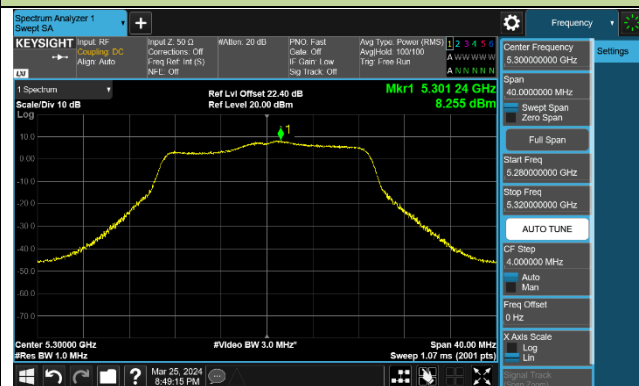 Spectrum Analyzer 1
Swept SA
Frequency
KEYSIGHT
Input: RF
Coupling: DC
Align: Auto
Input Z: 50 Ω
Corrections: Off
Freq Ref: Int (S)
NFE: Off
#Atten: 20 dB
PNO: Fast
Gate: Off
IF Gain: Low
Sig Track: Off
Avg Type: Power (RMS)
Avg|Hold: 100/100
Trig: Free Run
1 2 3 4 5 6
A W W W W W
A N N N N N
LXI
1 Spectrum
Scale/Div 10 dB
Log
Ref Lvl Offset 22.40 dB
Ref Level 20.00 dBm
Mkr1 5.301 24 GHz
8.255 dBm
1
10.0
0.00
-10.0
-20.0
-30.0
-40.0
-50.0
-60.0
-70.0
Center 5.30000 GHz
#Res BW 1.0 MHz
#Video BW 3.0 MHz*
Span 40.00 MHz
Sweep 1.07 ms (2001 pts)
Mar 25, 2024
8:49:15 PM
Center Frequency
5.300000000 GHz
Settings
Span
40.0000000 MHz
Swept Span
Zero Span
Full Span
Start Freq
5.280000000 GHz
Stop Freq
5.320000000 GHz
AUTO TUNE
CF Step
4.000000 MHz
Auto
Man
Freq Offset
0 Hz
X Axis Scale
Log
Lin
Signal Track
(Span Zoom)